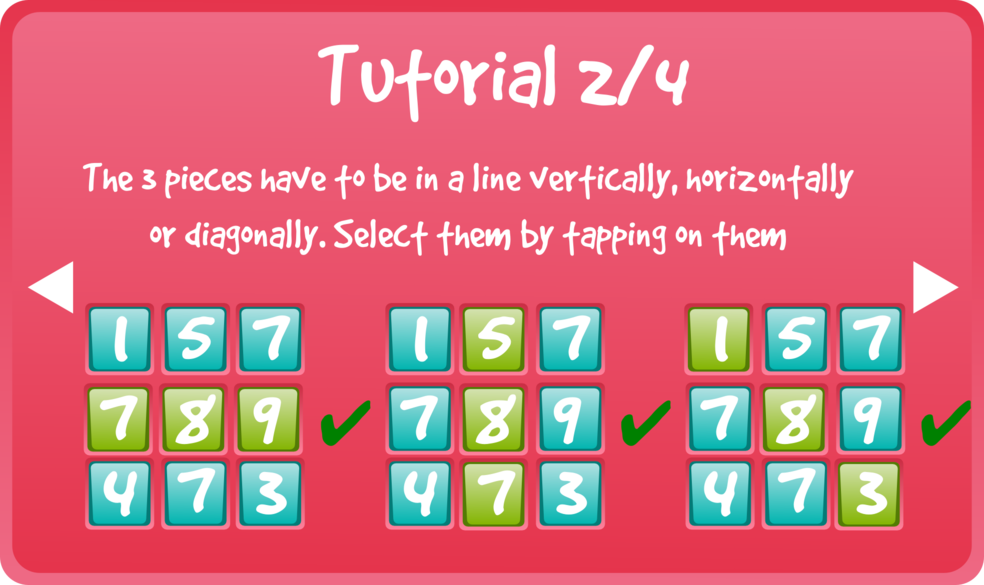 Tutorial 2/4
The 3 pieces have to be in a line vertically, horizontally
or diagonally. Select them by tapping on them
1 5 7 1 5 7 1 5 7
7 8 9 7 8 9 7 8 9
4 7 3 4 7 3 4 7 3